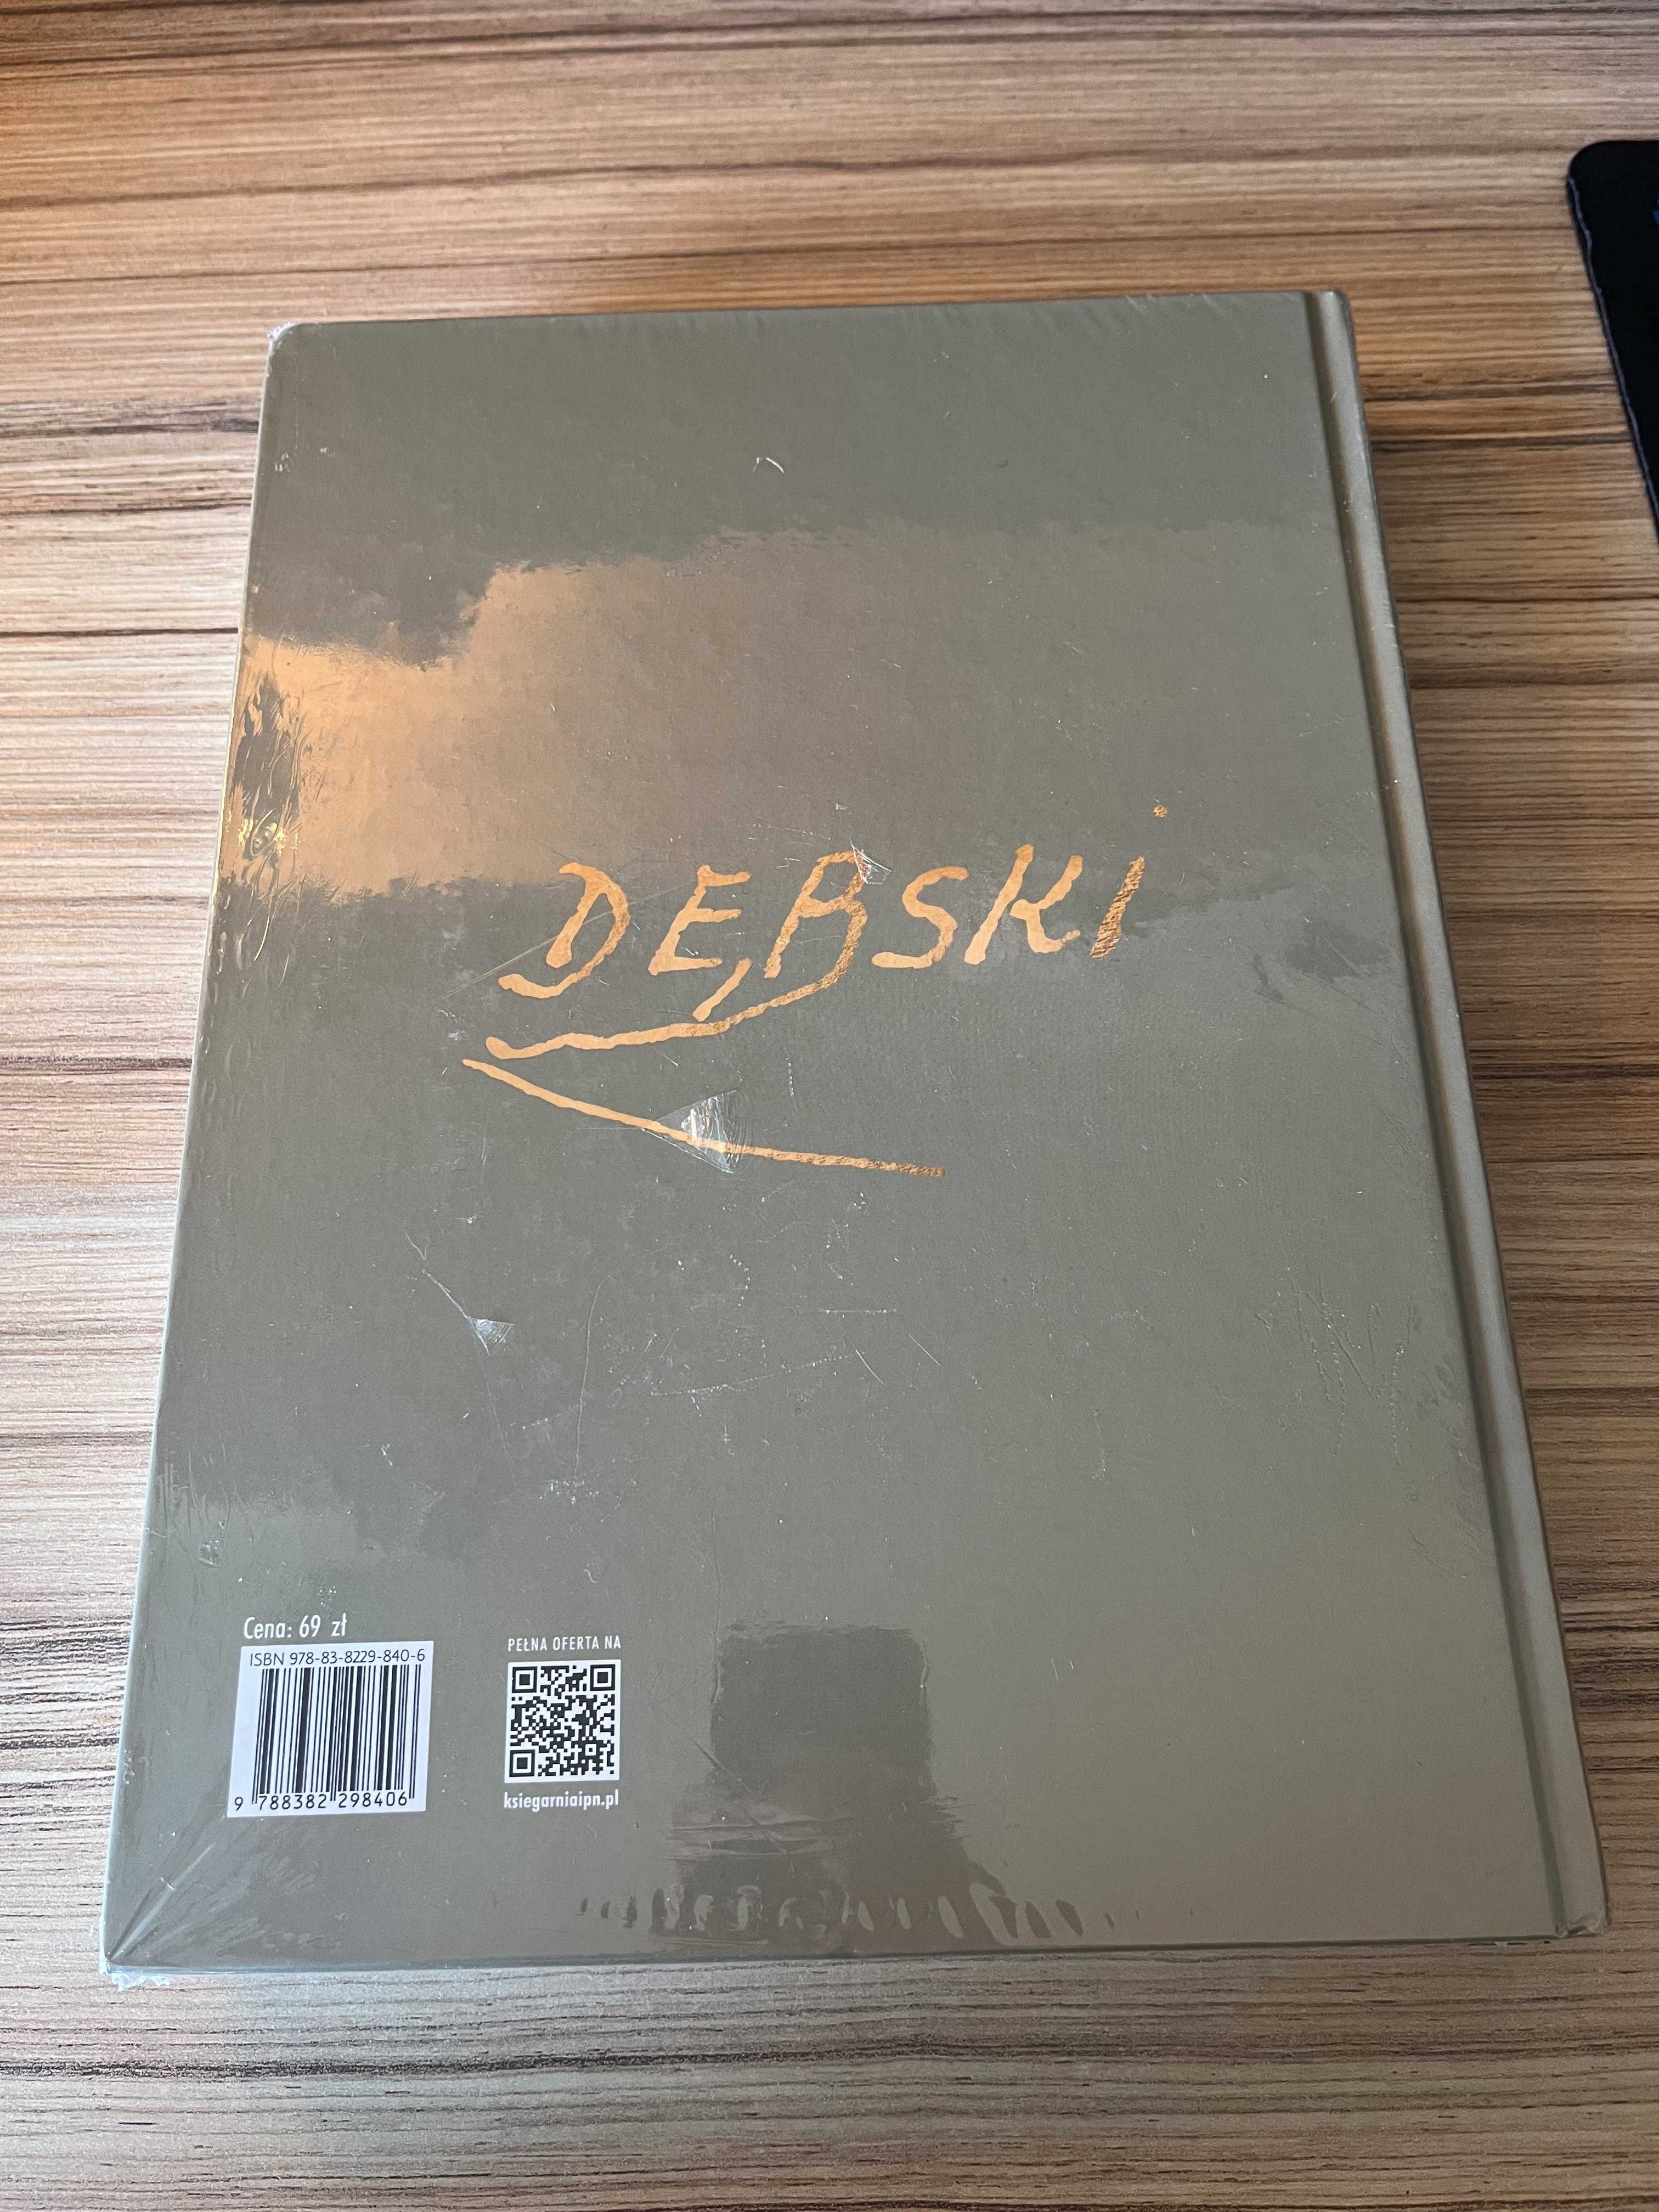 DĘBSKI
Cena: 69 zł
ISBN 978-83-8229-840-6
9 788382 298406
PEŁNA OFERTA NA
ksiegarniaipn.pl